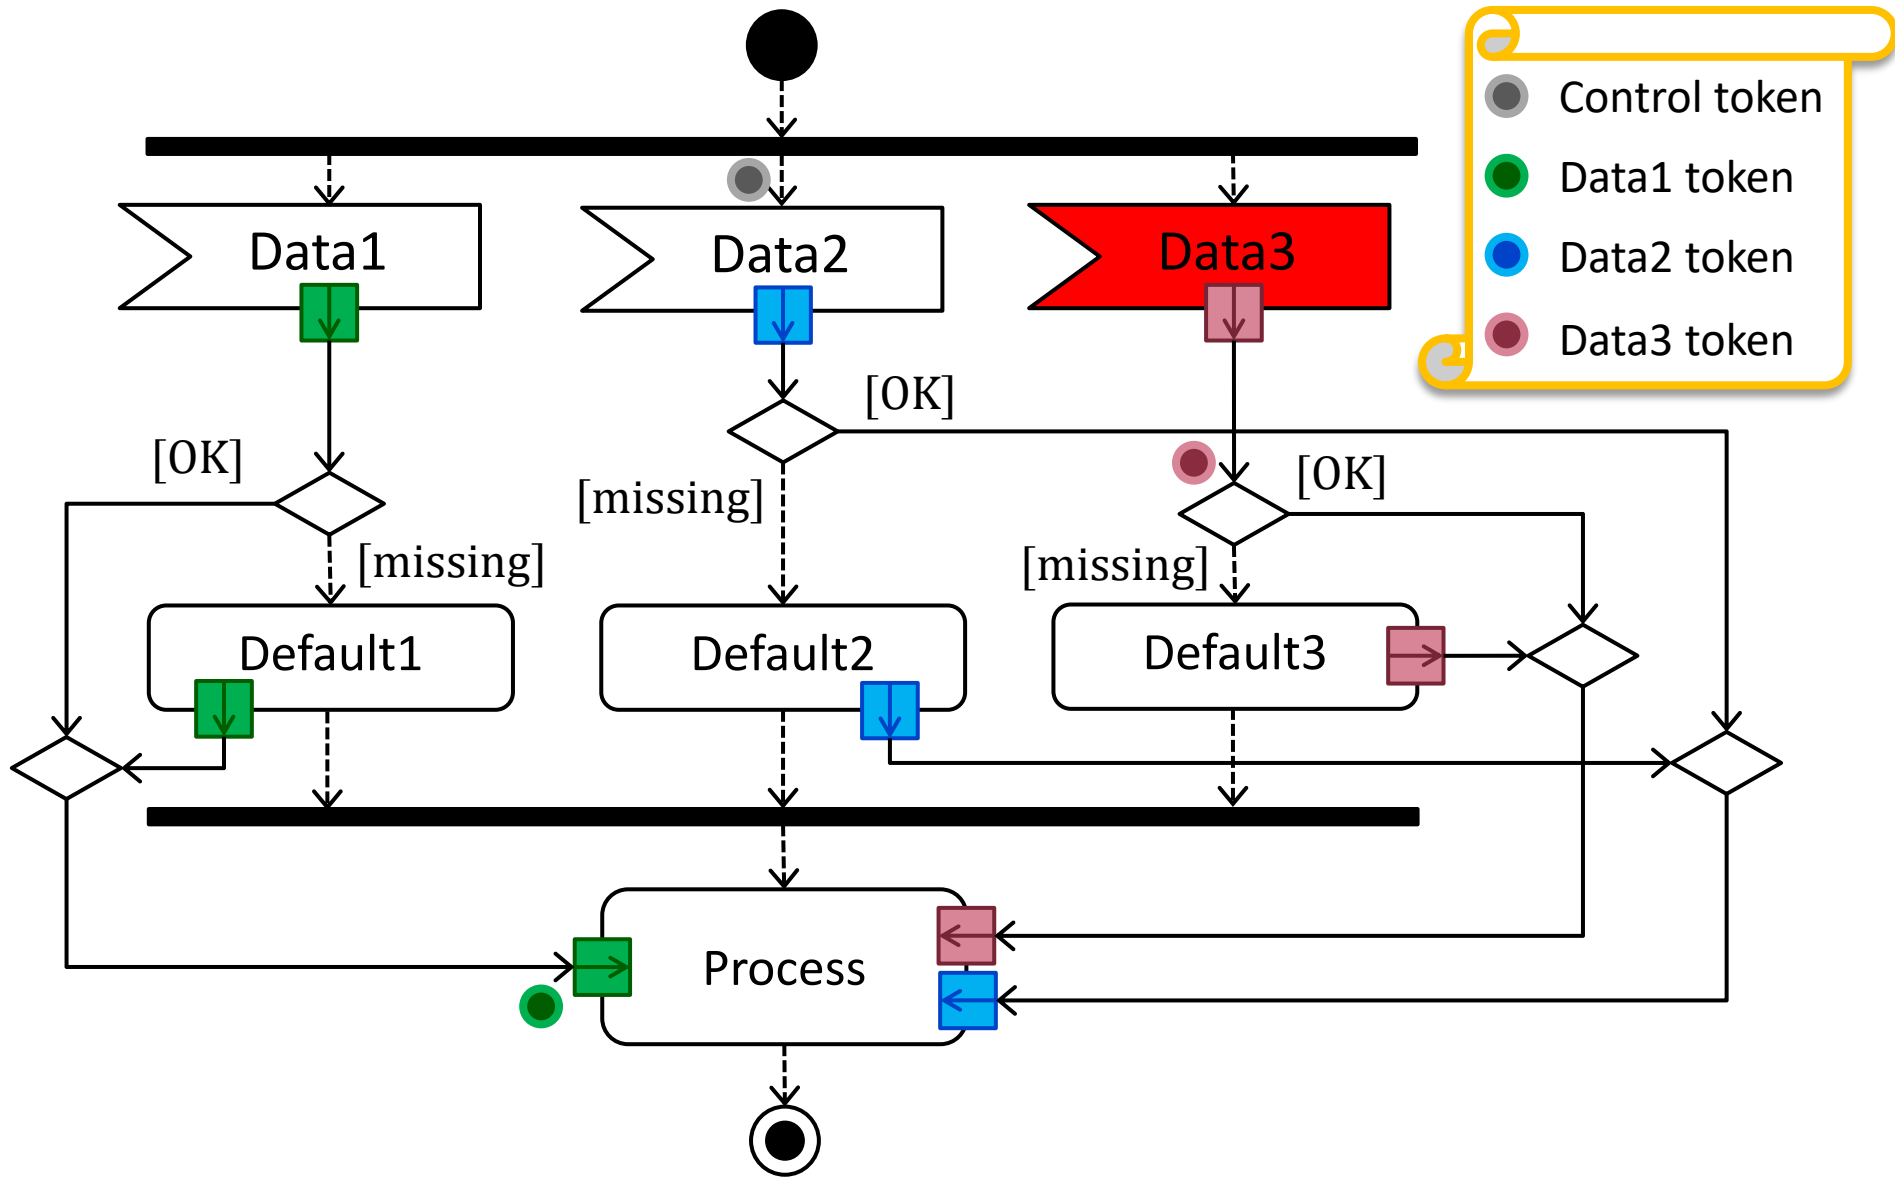 Control token
Data1 token
Data2 token
Data3 token
Data1
Data2
Data3
[OK]
[OK]
[OK]
[missing]
[missing]
[missing]
Default1
Default2
Default3
Process